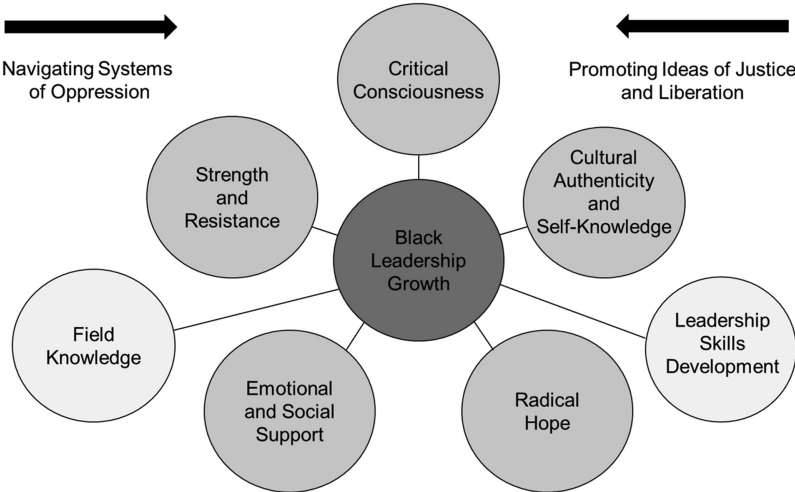 Navigating Systems
of Oppression
Critical
Consciousness
Promoting Ideas of Justice
and Liberation
Strength
and
Resistance
Cultural
Authenticity
and
Self-Knowledge
Black
Leadership
Growth
Field
Knowledge
Leadership
Skills
Development
Emotional
and Social
Support
Radical
Hope